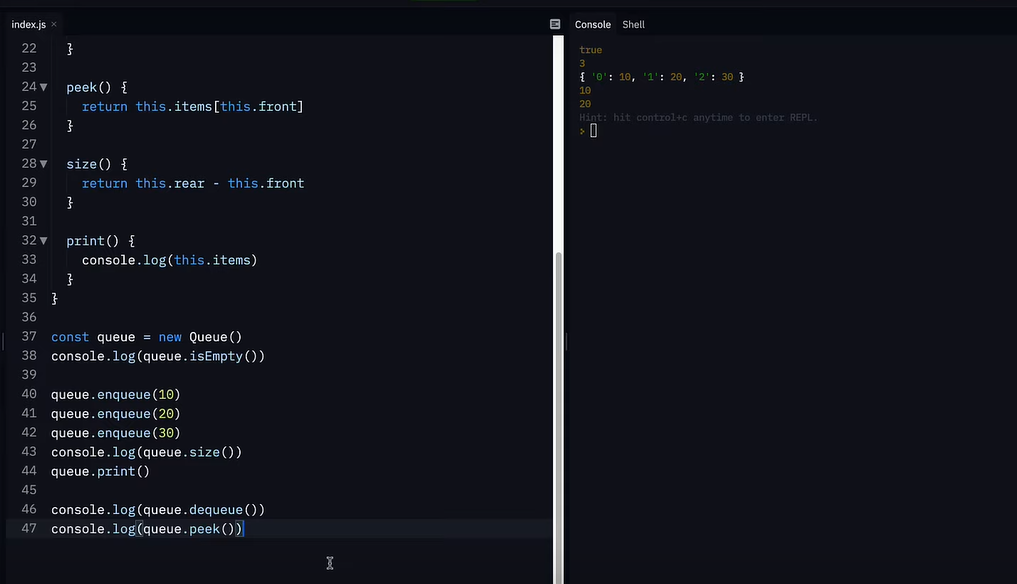 index.js ×
22 }
23
24 peek() {
25 return this.items[this.front]
26 }
27
28 size() {
29 return this.rear - this.front
30 }
31
32 print() {
33 console.log(this.items)
34 }
35 }
36
37 const queue = new Queue()
38 console.log(queue.isEmpty())
39
40 queue.enqueue(10)
41 queue.enqueue(20)
42 queue.enqueue(30)
43 console.log(queue.size())
44 queue.print()
45
46 console.log(queue.dequeue())
47 console.log(queue.peek())
Console Shell
true
3
{ '0': 10, '1': 20, '2': 30 }
10
20
Hint: hit control+c anytime to enter REPL.
>